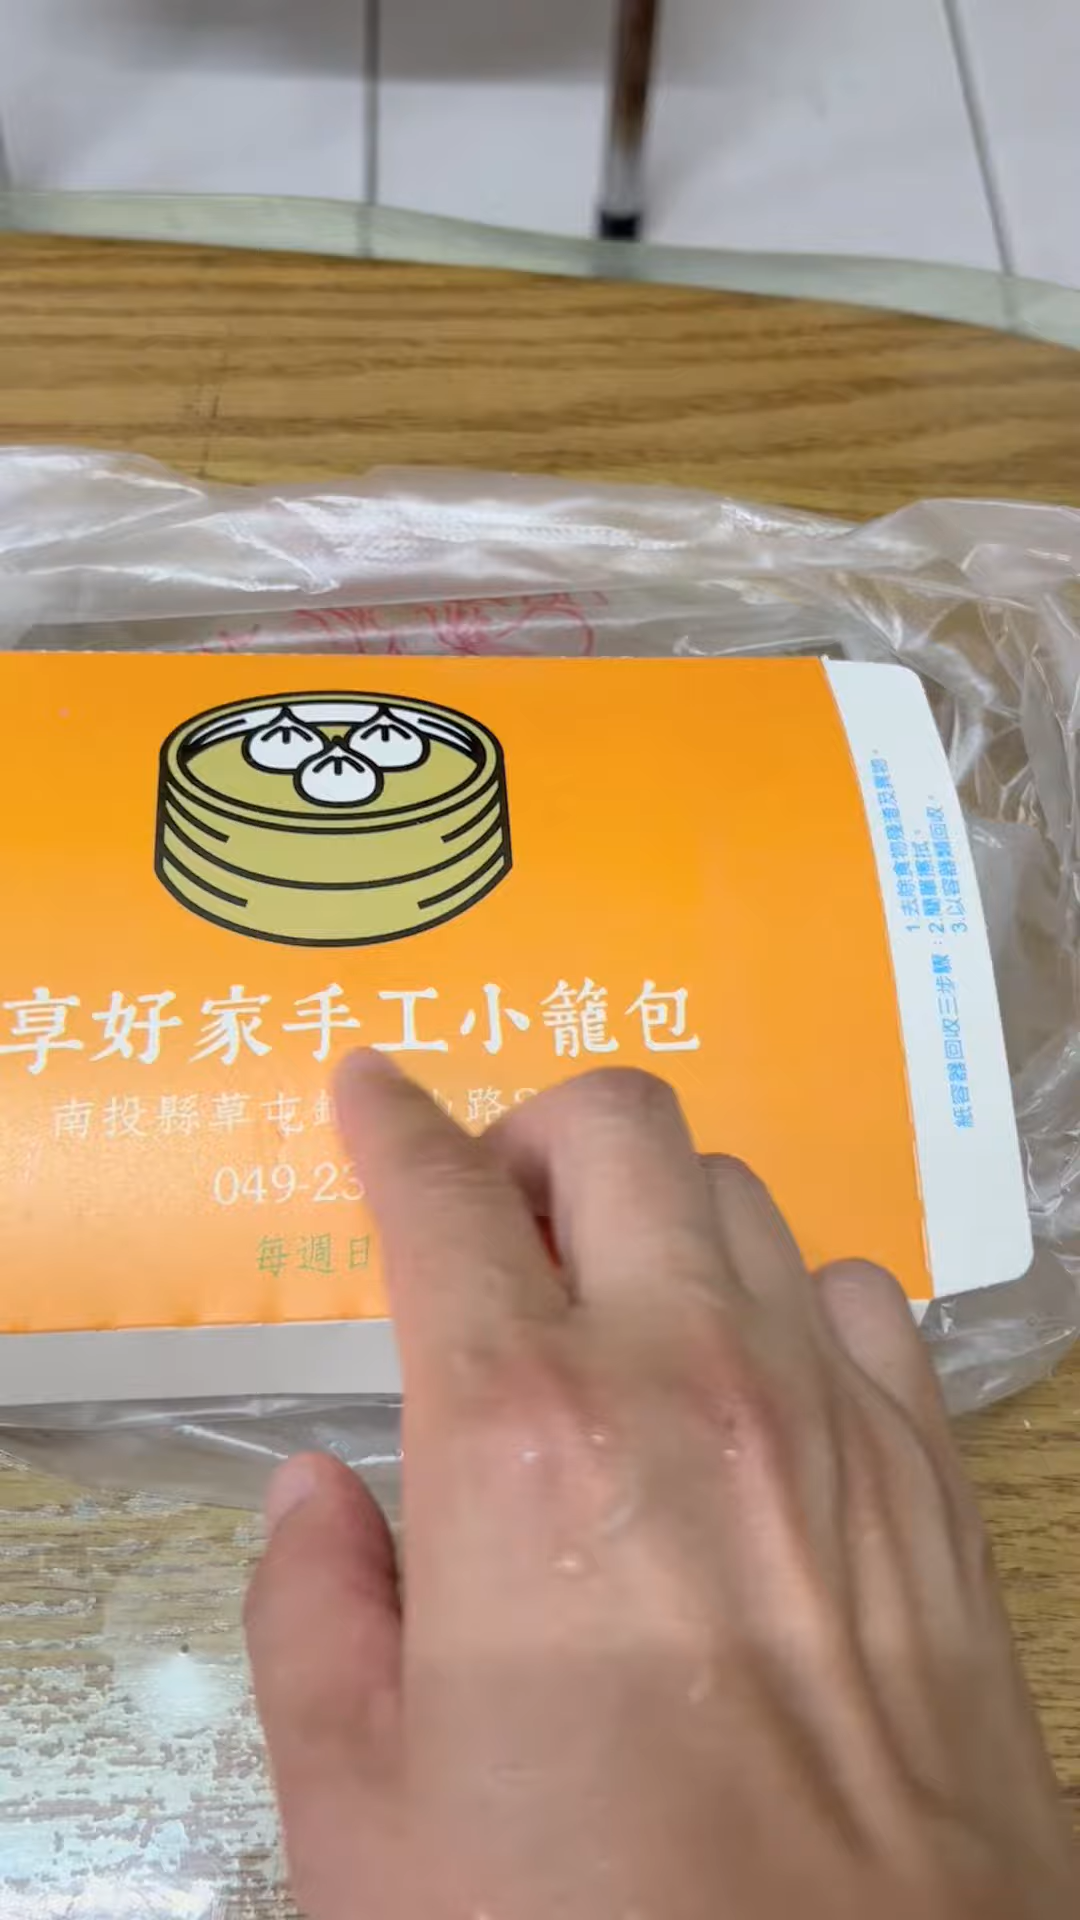 享好家手工小籠包
南投縣草屯鎮 路
049-23
每週日
紙容器回收三步驟：
1.去除食物殘渣及異物。
2.簡單擦拭。
3.以容器類回收。